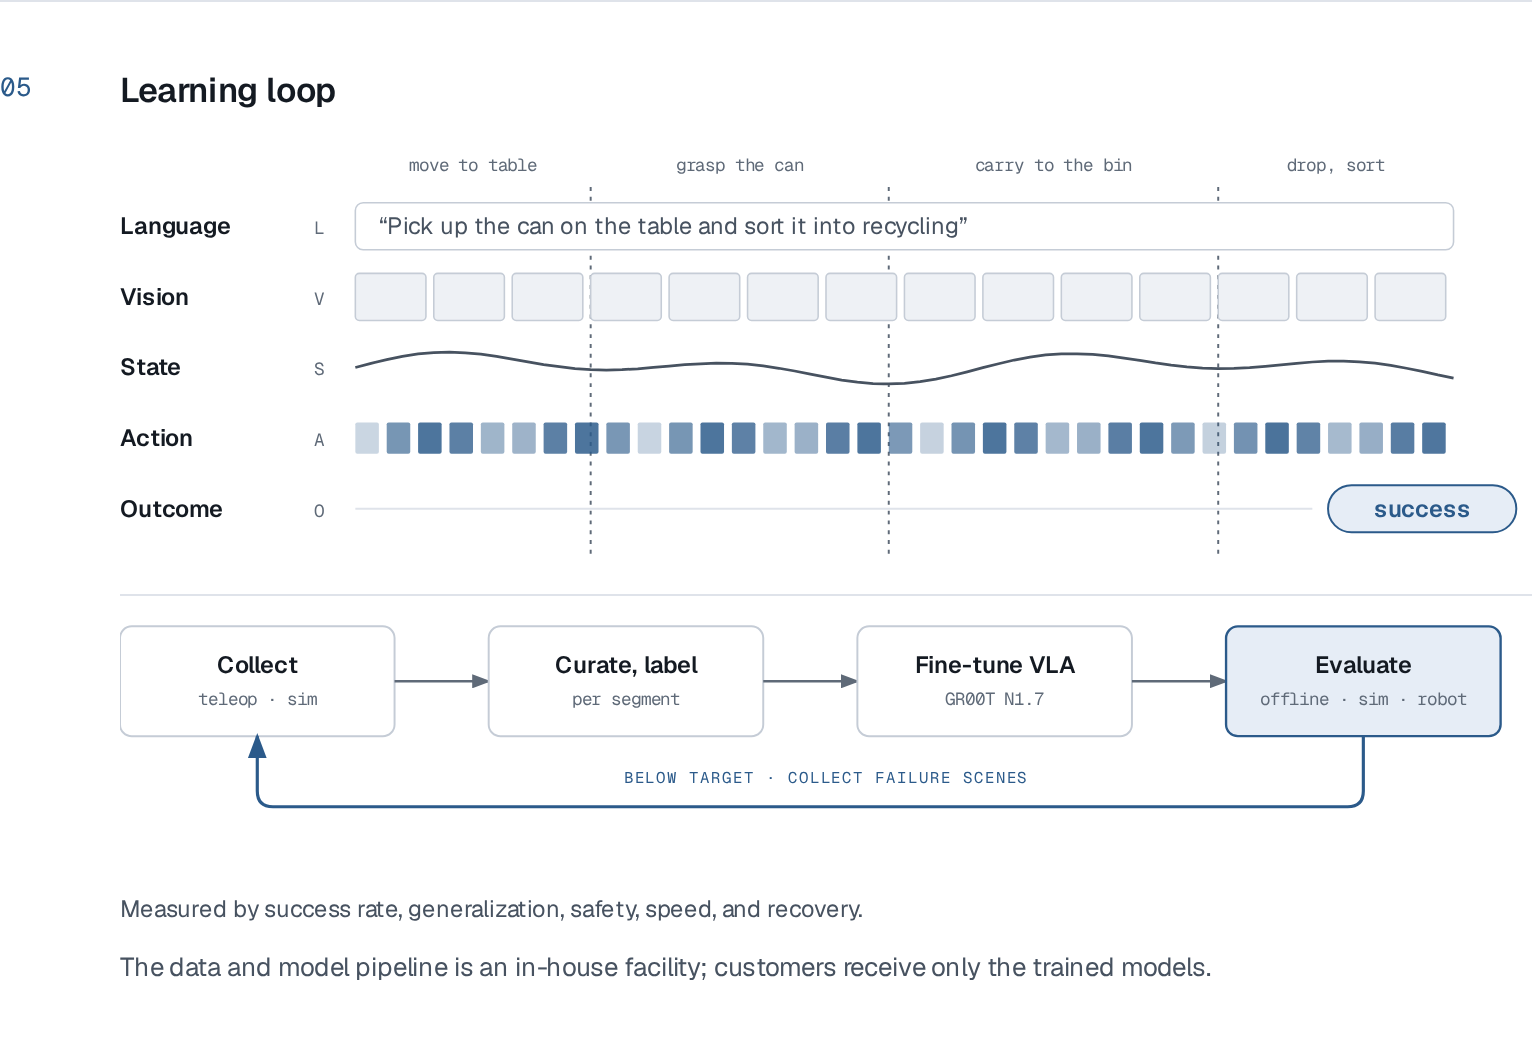 05
Learning loop
move to table
grasp the can
carry to the bin
drop, sort
Language L “Pick up the can on the table and sort it into recycling”
Vision V
State S
Action A
Outcome O success
Collect
teleop · sim
Curate, label
per segment
Fine-tune VLA
GR00T N1.7
Evaluate
offline · sim · robot
BELOW TARGET · COLLECT FAILURE SCENES
Measured by success rate, generalization, safety, speed, and recovery.
The data and model pipeline is an in-house facility; customers receive only the trained models.